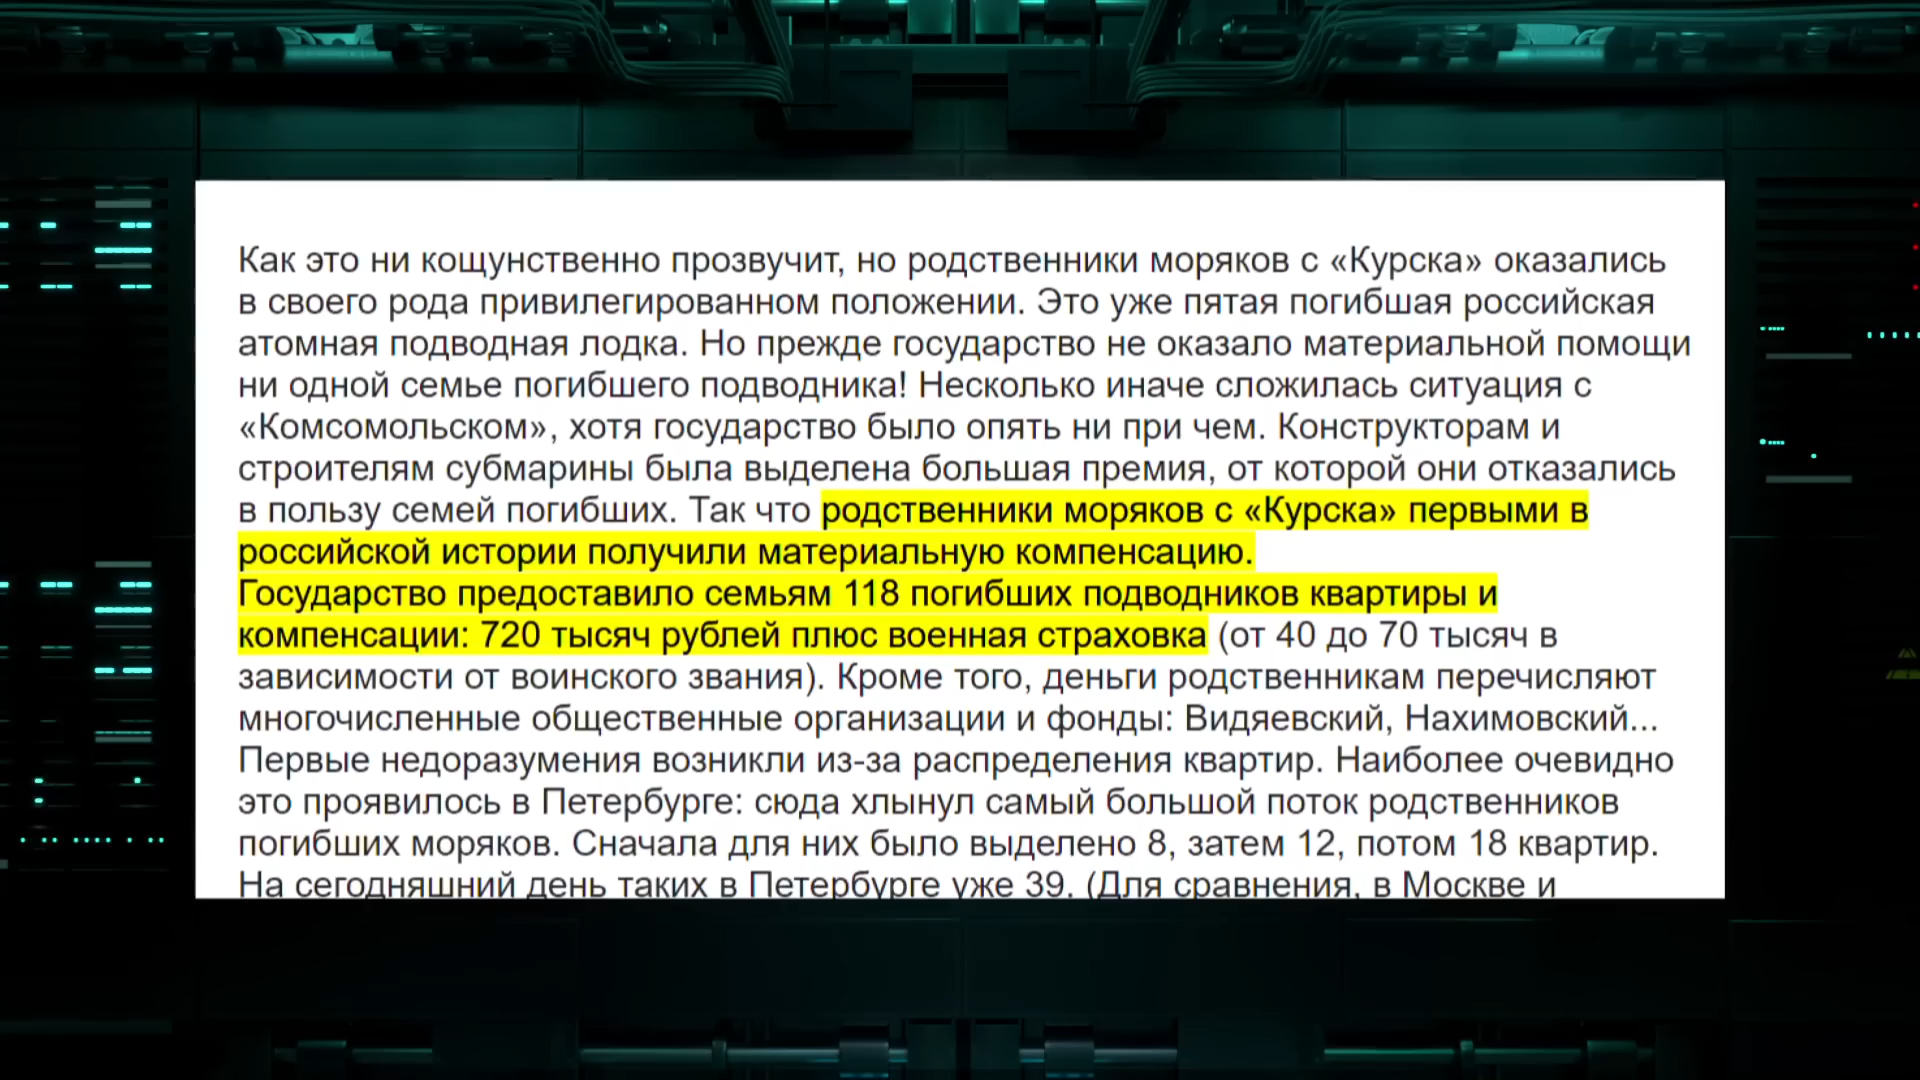 Как это ни кощунственно прозвучит, но родственники моряков с «Курска» оказались
в своего рода привилегированном положении. Это уже пятая погибшая российская
атомная подводная лодка. Но прежде государство не оказало материальной помощи
ни одной семье погибшего подводника! Несколько иначе сложилась ситуация с
«Комсомольском», хотя государство было опять ни при чем. Конструкторам и
строителям субмарины была выделена большая премия, от которой они отказались
в пользу семей погибших. Так что родственники моряков с «Курска» первыми в
российской истории получили материальную компенсацию.
Государство предоставило семьям 118 погибших подводников квартиры и
компенсации: 720 тысяч рублей плюс военная страховка (от 40 до 70 тысяч в
зависимости от воинского звания). Кроме того, деньги родственникам перечисляют
многочисленные общественные организации и фонды: Видяевский, Нахимовский...
Первые недоразумения возникли из-за распределения квартир. Наиболее очевидно
это проявилось в Петербурге: сюда хлынул самый большой поток родственников
погибших моряков. Сначала для них было выделено 8, затем 12, потом 18 квартир.
На сегодняшний день таких в Петербурге уже 39. (Для сравнения, в Москве и